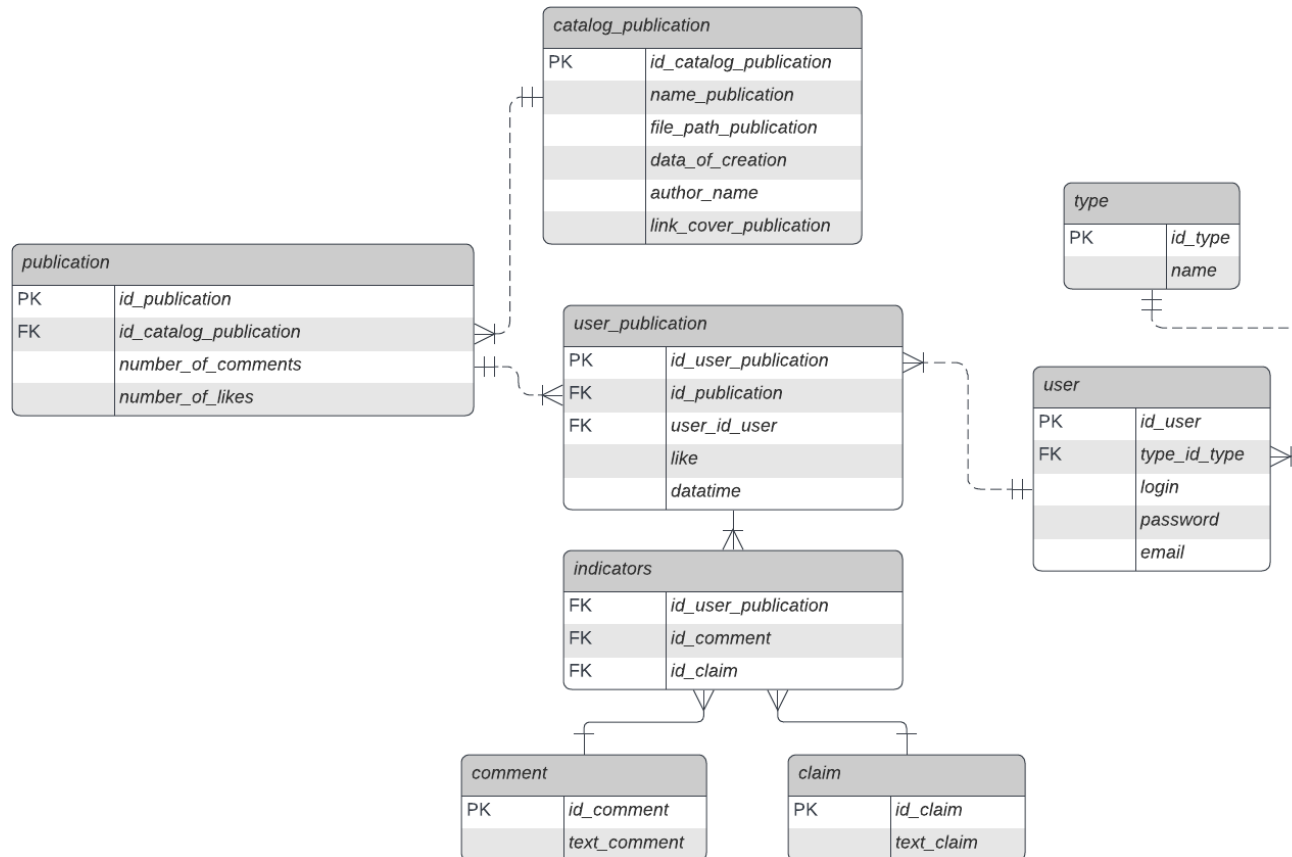 catalog_publication
PK id_catalog_publication
name_publication
file_path_publication
data_of_creation
author_name
link_cover_publication
type
PK id_type
name
publication
PK id_publication
FK id_catalog_publication
number_of_comments
number_of_likes
user_publication
PK id_user_publication
FK id_publication
FK user_id_user
like
datatime
user
PK id_user
FK type_id_type
login
password
email
indicators
FK id_user_publication
FK id_comment
FK id_claim
comment
PK id_comment
text_comment
claim
PK id_claim
text_claim